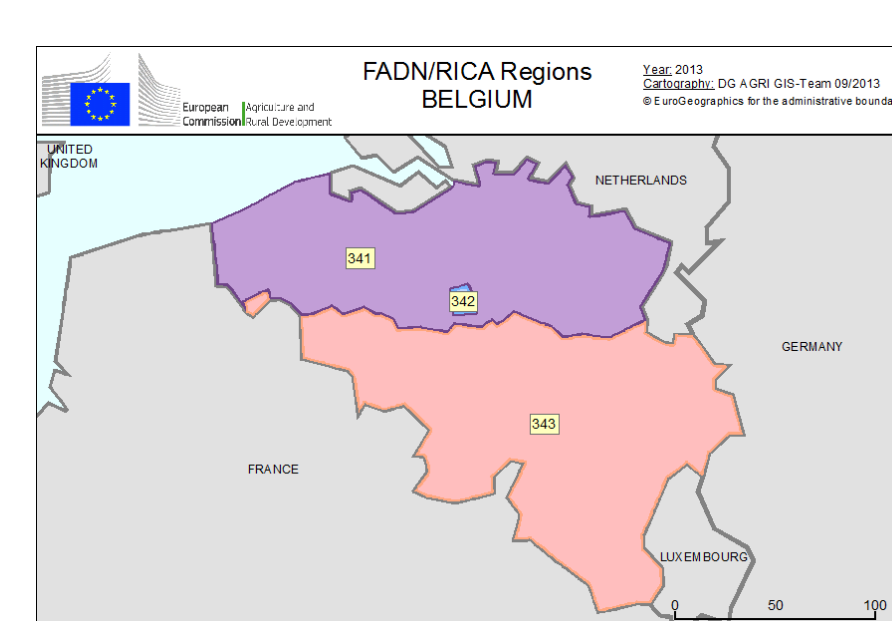 FADN/RICA Regions
BELGIUM
European
Commission
Agriculture and
Rural Development
Year: 2013
Cartography: DG AGRI GIS-Team 09/2013
© EuroGeographics for the administrative bounda
UNITED
KINGDOM
NETHERLANDS
341
342
GERMANY
343
FRANCE
LUXEMBOURG
0 50 100